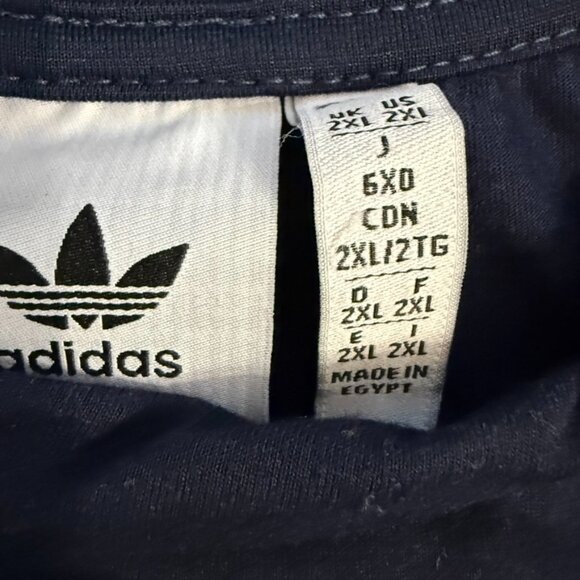 adidas
UK US
2XL 2XL
J
6XO
CDN
2XL/2TG
D F
2XL 2XL
E I
2XL 2XL
MADE IN
EGYPT